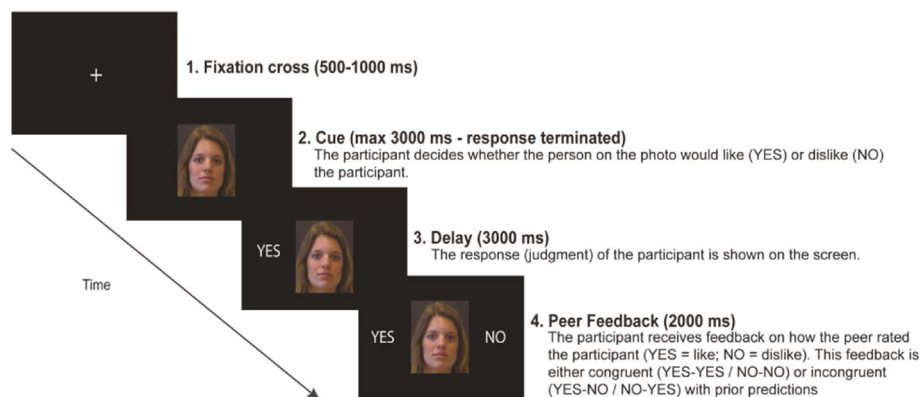 +
1. Fixation cross (500-1000 ms)
2. Cue (max 3000 ms - response terminated)
The participant decides whether the person on the photo would like (YES) or dislike (NO)
the participant.
YES
3. Delay (3000 ms)
The response (judgment) of the participant is shown on the screen.
Time
YES
NO
4. Peer Feedback (2000 ms)
The participant receives feedback on how the peer rated
the participant (YES = like; NO = dislike). This feedback is
either congruent (YES-YES / NO-NO) or incongruent
(YES-NO / NO-YES) with prior predictions